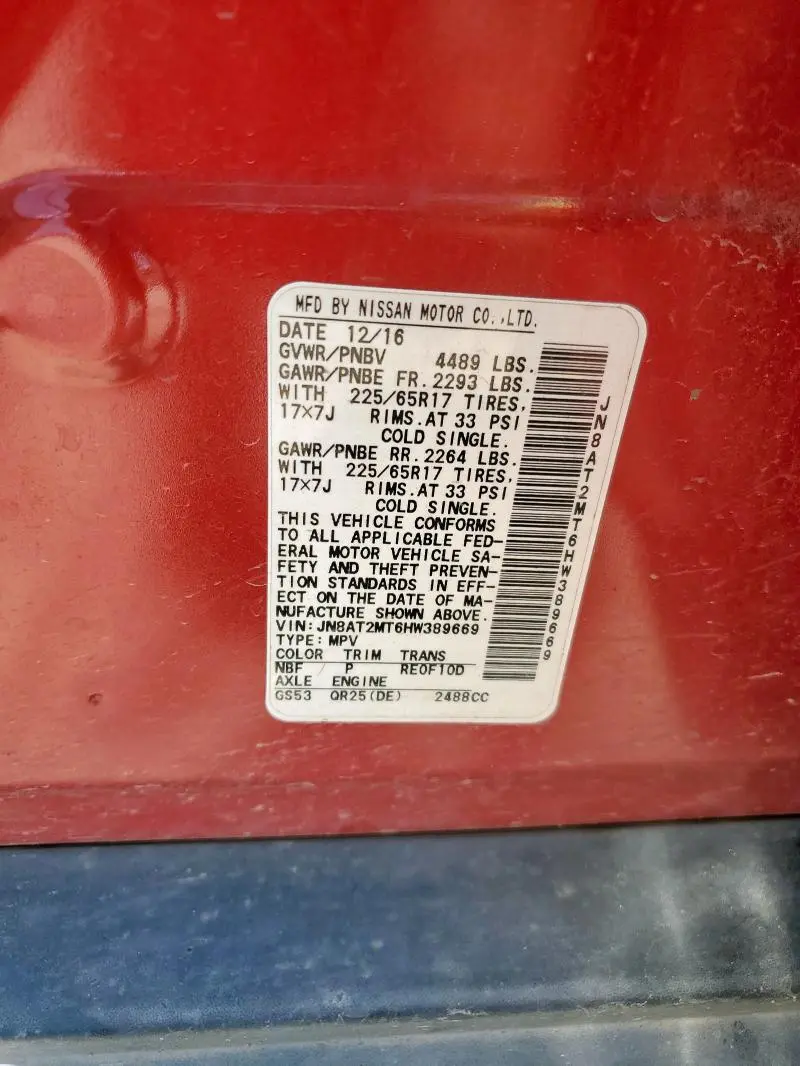 MFD BY NISSAN MOTOR CO.,LTD.
DATE 12/16
GVWR/PNBV 4489 LBS.
GAWR/PNBE FR.2293 LBS.
WITH 225/65R17 TIRES,
17×7J RIMS.AT 33 PSI
COLD SINGLE.
GAWR/PNBE RR.2264 LBS.
WITH 225/65R17 TIRES,
17×7J RIMS.AT 33 PSI
COLD SINGLE.
THIS VEHICLE CONFORMS
TO ALL APPLICABLE FED-
ERAL MOTOR VEHICLE SA-
FETY AND THEFT PREVEN-
TION STANDARDS IN EFF-
ECT ON THE DATE OF MA-
NUFACTURE SHOWN ABOVE.
VIN:JN8AT2MT6HW389669
TYPE:MPV
COLOR TRIM TRANS
NBF / P RE0F10D
AXLE ENGINE
GS53 QR25(DE) 2488CC
JN8AT2MT6HW389669